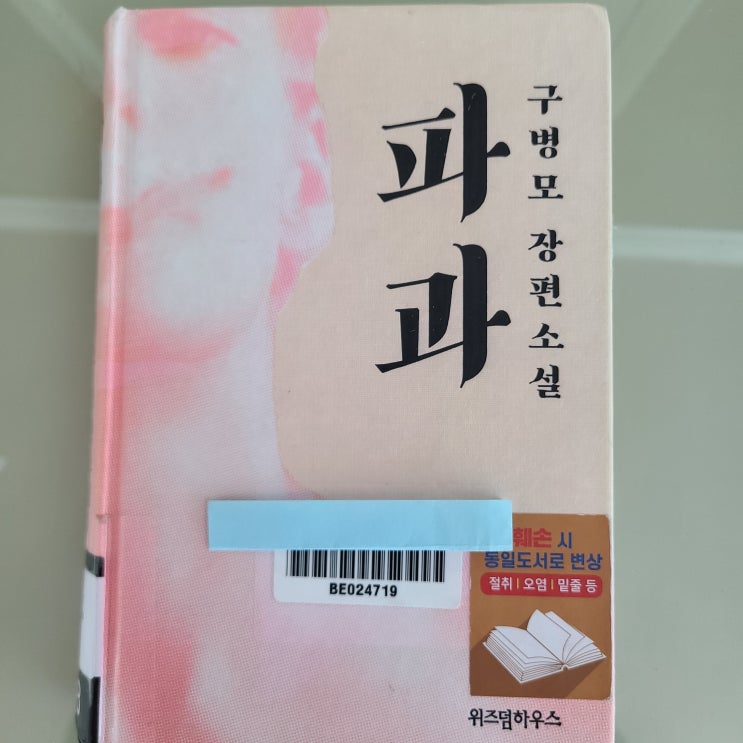 파과
구병모 장편소설
BE024719
훼손 시
동일도서로 변상
절취 | 오염 | 밑줄 등
위즈덤하우스